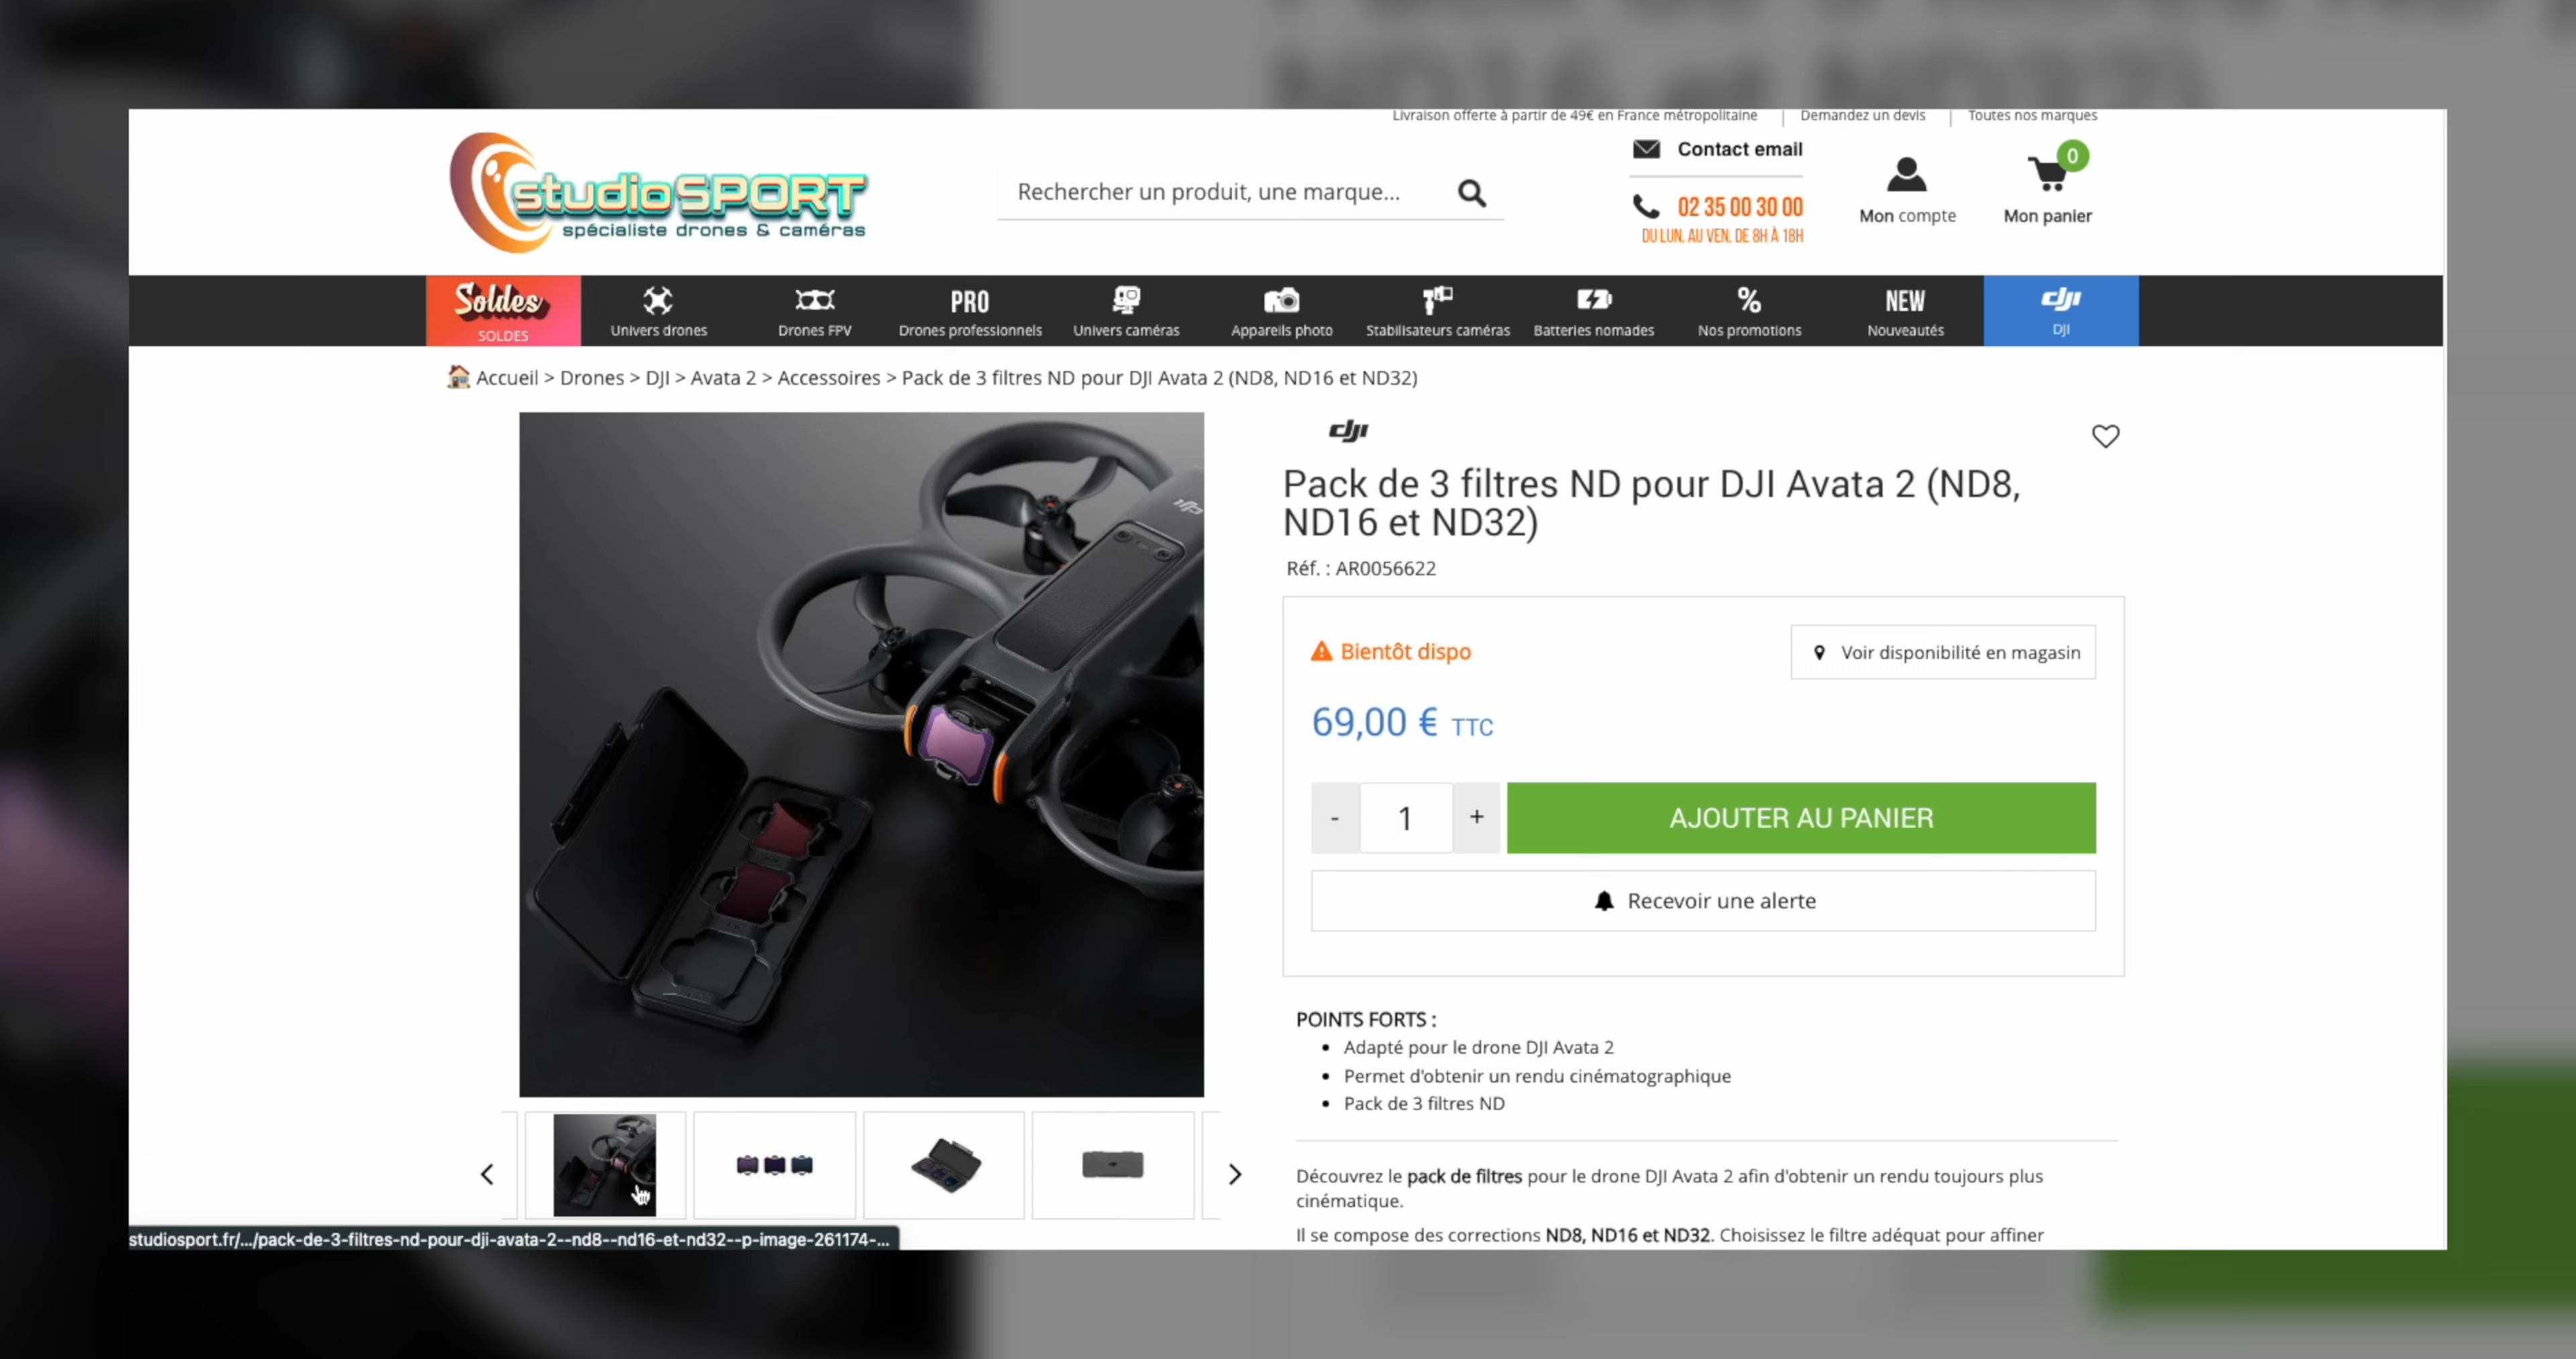 Livraison offerte à partir de 49€ en France métropolitaine
Demandez un devis
Toutes nos marques
studioSPORT
spécialiste drones & caméras
Rechercher un produit, une marque...
Contact email
02 35 00 30 00
DU LUN. AU VEN. DE 8H À 18H
Mon compte
0
Mon panier
Soldes
SOLDES
Univers drones
Drones FPV
PRO
Drones professionnels
Univers caméras
Appareils photo
Stabilisateurs caméras
Batteries nomades
%
Nos promotions
NEW
Nouveautés
dji
DJI
Accueil > Drones > DJI > Avata 2 > Accessoires > Pack de 3 filtres ND pour DJI Avata 2 (ND8, ND16 et ND32)
dji
dji
Pack de 3 filtres ND pour DJI Avata 2 (ND8,
ND16 et ND32)
Réf. : AR0056622
Bientôt dispo
Voir disponibilité en magasin
69,00 € TTC
- 1 +
AJOUTER AU PANIER
Recevoir une alerte
POINTS FORTS :
• Adapté pour le drone DJI Avata 2
• Permet d'obtenir un rendu cinématographique
• Pack de 3 filtres ND
Découvrez le pack de filtres pour le drone DJI Avata 2 afin d'obtenir un rendu toujours plus
cinématique.
Il se compose des corrections ND8, ND16 et ND32. Choisissez le filtre adéquat pour affiner
studiosport.fr/.../pack-de-3-filtres-nd-pour-dji-avata-2--nd8--nd16-et-nd32--p-image-261174-...